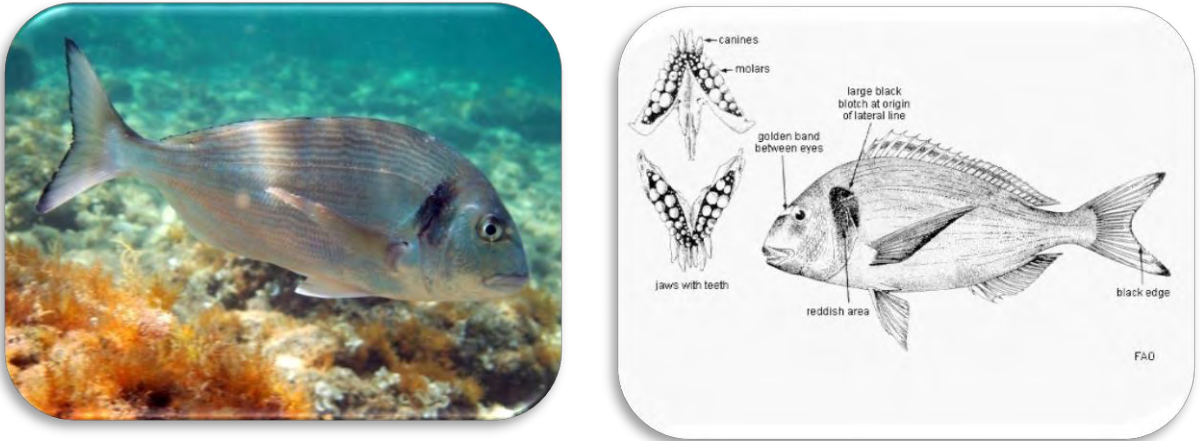 canines
molars
large black
blotch at origin
of lateral line
golden band
between eyes
jaws with teeth
reddish area
black edge
FAO